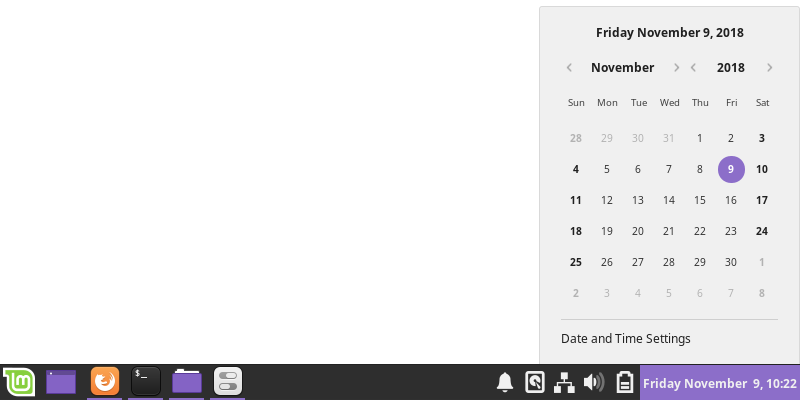 Friday November 9, 2018
November 2018
Sun Mon Tue Wed Thu Fri Sat
28 29 30 31 1 2 3
4 5 6 7 8 9 10
11 12 13 14 15 16 17
18 19 20 21 22 23 24
25 26 27 28 29 30 1
2 3 4 5 6 7 8
Date and Time Settings
lm $_ Friday November  9, 10:22